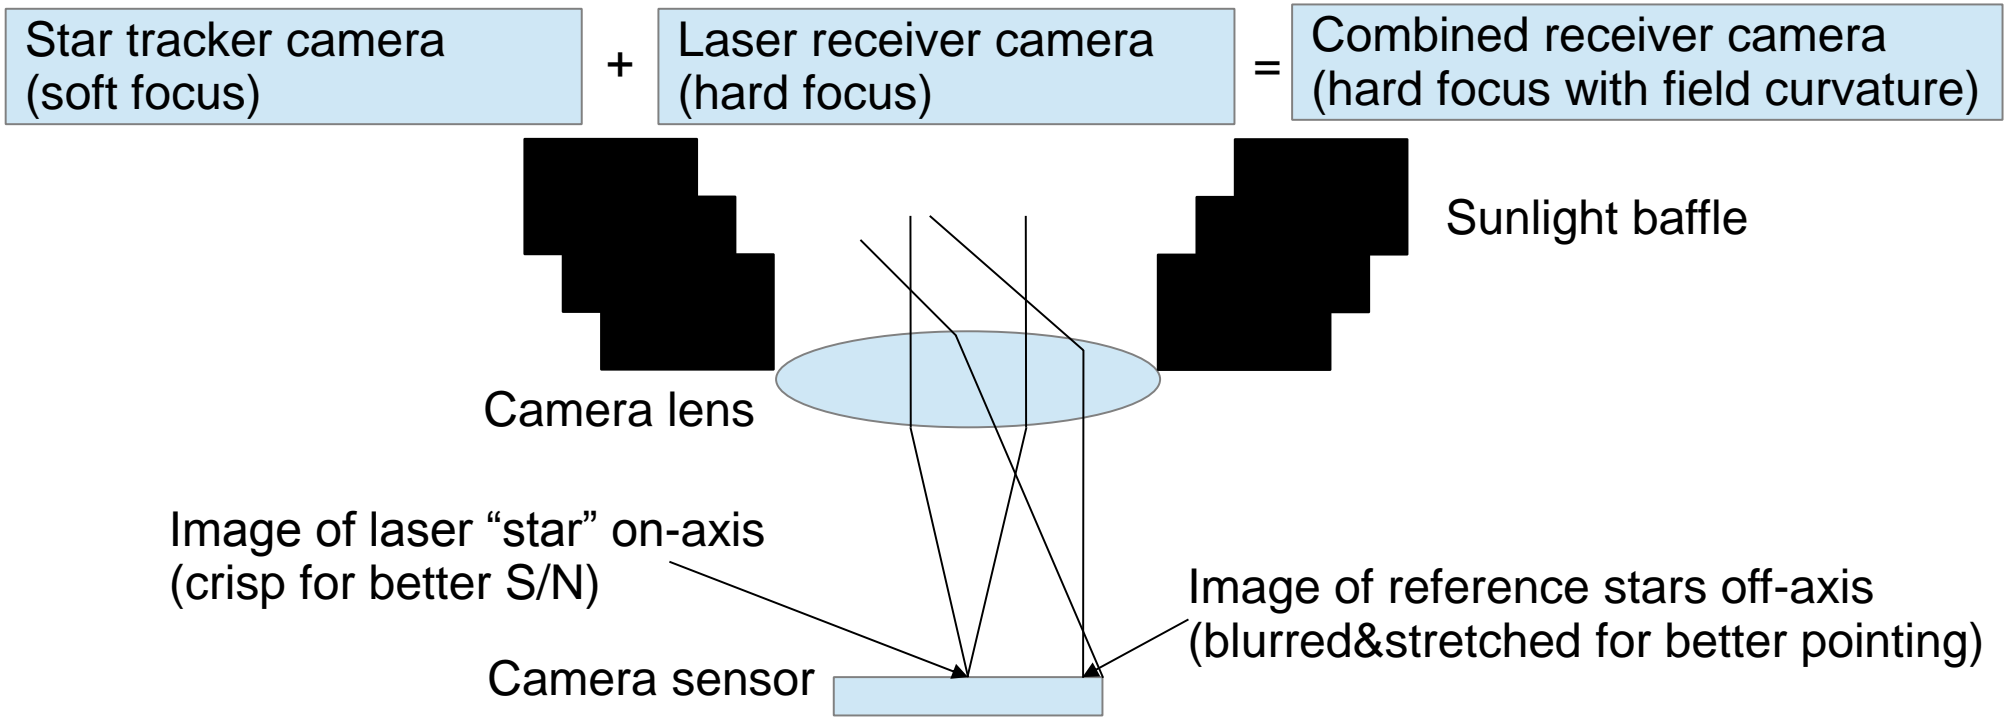 Star tracker camera
(soft focus)
+
Laser receiver camera
(hard focus)
=
Combined receiver camera
(hard focus with field curvature)
Sunlight baffle
Camera lens
Image of laser “star” on-axis
(crisp for better S/N)
Image of reference stars off-axis
(blurred&stretched for better pointing)
Camera sensor